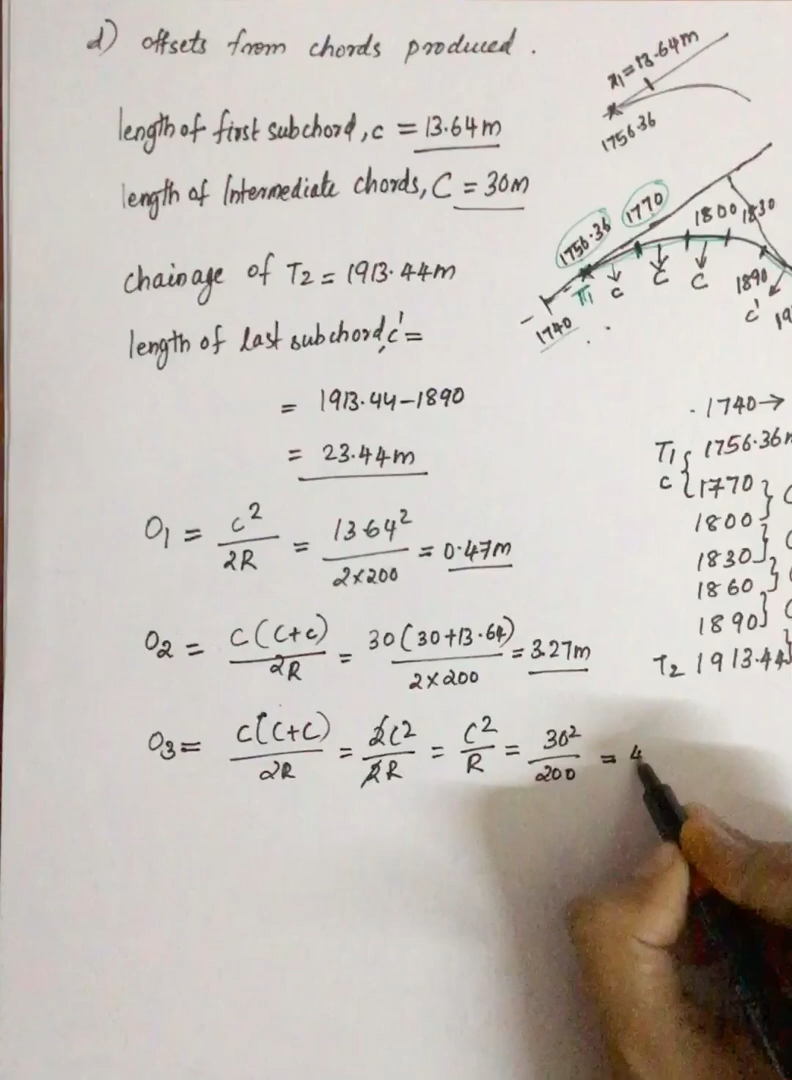 d) offsets from chords produced.
x1 = 13.64m
1756.36
length of first subchord, c = 13.64m
length of Intermediate chords, C = 30m
1756.36 1770 1800 1830
T1 c C C 1890
1740 c'
chainage of T2 = 1913.44m
length of last subchord, c' =
= 1913.44-1890
= 23.44m
O1 = c²/2R = 13.64²/2×200 = 0.47m
O2 = C(C+c)/2R = 30(30+13.64)/2×200 = 3.27m
O3 = C(C+C)/2R = 2C²/2R = C²/R = 30²/200 = 4
1740→
T1 1756.36m
c 1770
1800
1830
1860
1890
T2 1913.44